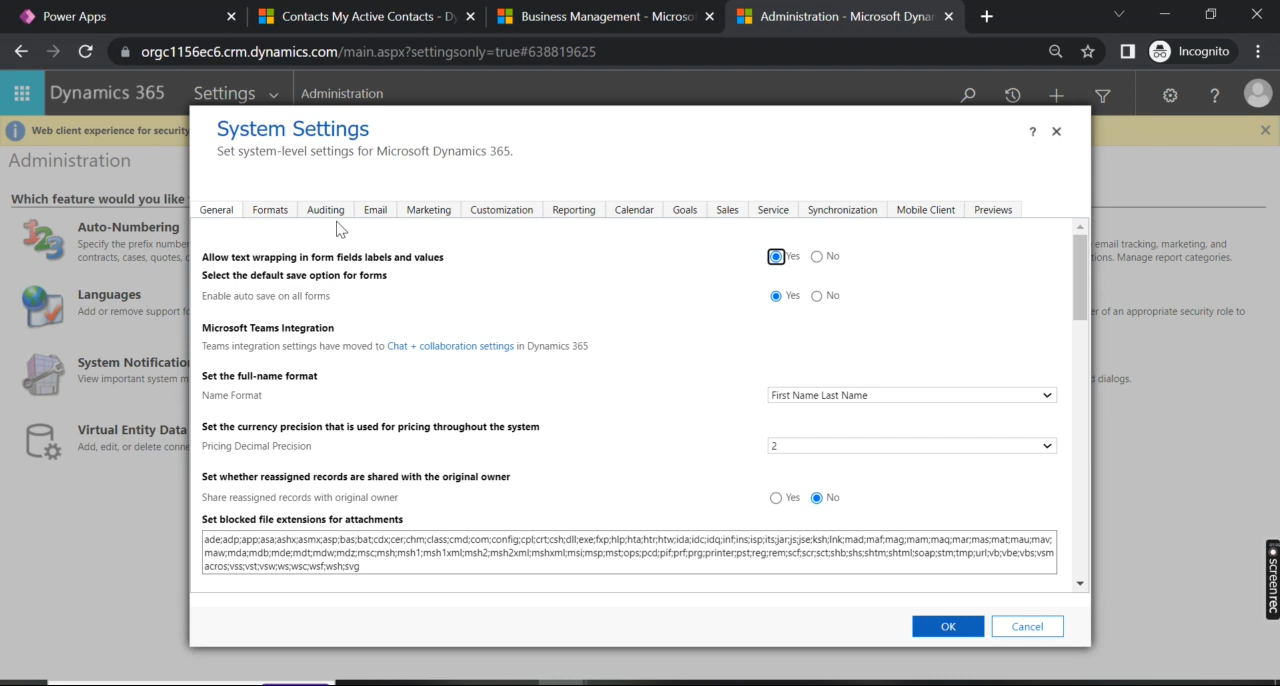 Power Apps
Contacts My Active Contacts - Dy
Business Management - Microsof
Administration - Microsoft Dynam
orgc1156ec6.crm.dynamics.com/main.aspx?settingsonly=true#638819625
Incognito
Dynamics 365
Settings
Administration
Web client experience for security
Administration
Which feature would you like
Auto-Numbering
Specify the prefix number
contracts, cases, quotes,
Languages
Add or remove support fo
System Notification
View important system m
Virtual Entity Data
Add, edit, or delete conne
email tracking, marketing, and
tions. Manage report categories.
er of an appropriate security role to
d dialogs.
System Settings
Set system-level settings for Microsoft Dynamics 365.
?
General Formats Auditing Email Marketing Customization Reporting Calendar Goals Sales Service Synchronization Mobile Client Previews
Allow text wrapping in form fields labels and values
Yes No
Select the default save option for forms
Enable auto save on all forms
Yes No
Microsoft Teams Integration
Teams integration settings have moved to Chat + collaboration settings in Dynamics 365
Set the full-name format
Name Format
First Name Last Name
Set the currency precision that is used for pricing throughout the system
Pricing Decimal Precision
2
Set whether reassigned records are shared with the original owner
Share reassigned records with original owner
Yes No
Set blocked file extensions for attachments
ade;adp;app;asa;ashx;asmx;asp;bas;bat;cdx;cer;chm;class;cmd;com;config;cpl;crt;csh;dll;exe;fxp;hlp;hta;htr;htw;ida;idc;idq;inf;ins;isp;its;jar;js;jse;ksh;lnk;mad;maf;mag;mam;maq;mar;mas;mat;mau;mav;
maw;mda;mdb;mde;mdt;mdw;mdz;msc;msh;msh1;msh1xml;msh2;msh2xml;mshxml;msi;msp;mst;ops;pcd;pif;prf;prg;printer;pst;reg;rem;scf;scr;sct;shb;shs;shtm;shtml;soap;stm;tmp;url;vb;vbe;vbs;vsm
acros;vss;vst;vsw;ws;wsc;wsf;wsh;svg
OK
Cancel
screenrec